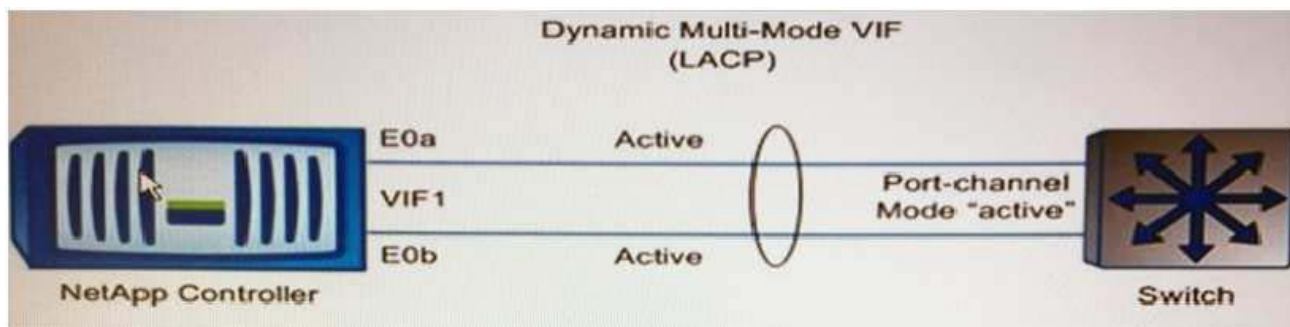 Dynamic Multi-Mode VIF
(LACP)
E0a
Active
VIF1
Port-channel
Mode "active"
E0b
Active
NetApp Controller
Switch